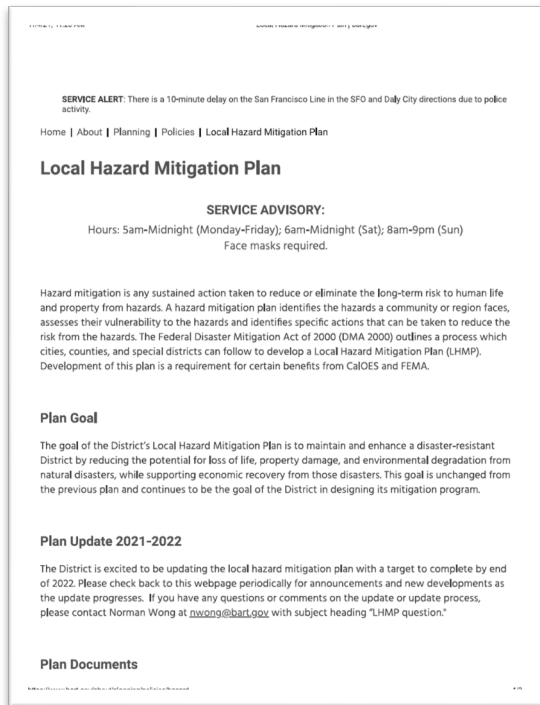 SERVICE ALERT: There is a 10-minute delay on the San Francisco Line in the SFO and Daly City directions due to police
activity.
Home | About | Planning | Policies | Local Hazard Mitigation Plan
Local Hazard Mitigation Plan
SERVICE ADVISORY:
Hours: 5am-Midnight (Monday-Friday); 6am-Midnight (Sat); 8am-9pm (Sun)
Face masks required.
Hazard mitigation is any sustained action taken to reduce or eliminate the long-term risk to human life
and property from hazards. A hazard mitigation plan identifies the hazards a community or region faces,
assesses their vulnerability to the hazards and identifies specific actions that can be taken to reduce the
risk from the hazards. The Federal Disaster Mitigation Act of 2000 (DMA 2000) outlines a process which
cities, counties, and special districts can follow to develop a Local Hazard Mitigation Plan (LHMP).
Development of this plan is a requirement for certain benefits from CalOES and FEMA.
Plan Goal
The goal of the District's Local Hazard Mitigation Plan is to maintain and enhance a disaster-resistant
District by reducing the potential for loss of life, property damage, and environmental degradation from
natural disasters, while supporting economic recovery from those disasters. This goal is unchanged from
the previous plan and continues to be the goal of the District in designing its mitigation program.
Plan Update 2021-2022
The District is excited to be updating the local hazard mitigation plan with a target to complete by end
of 2022. Please check back to this webpage periodically for announcements and new developments as
the update progresses. If you have any questions or comments on the update or update process,
please contact Norman Wong at nwong@bart.gov with subject heading "LHMP question."
Plan Documents